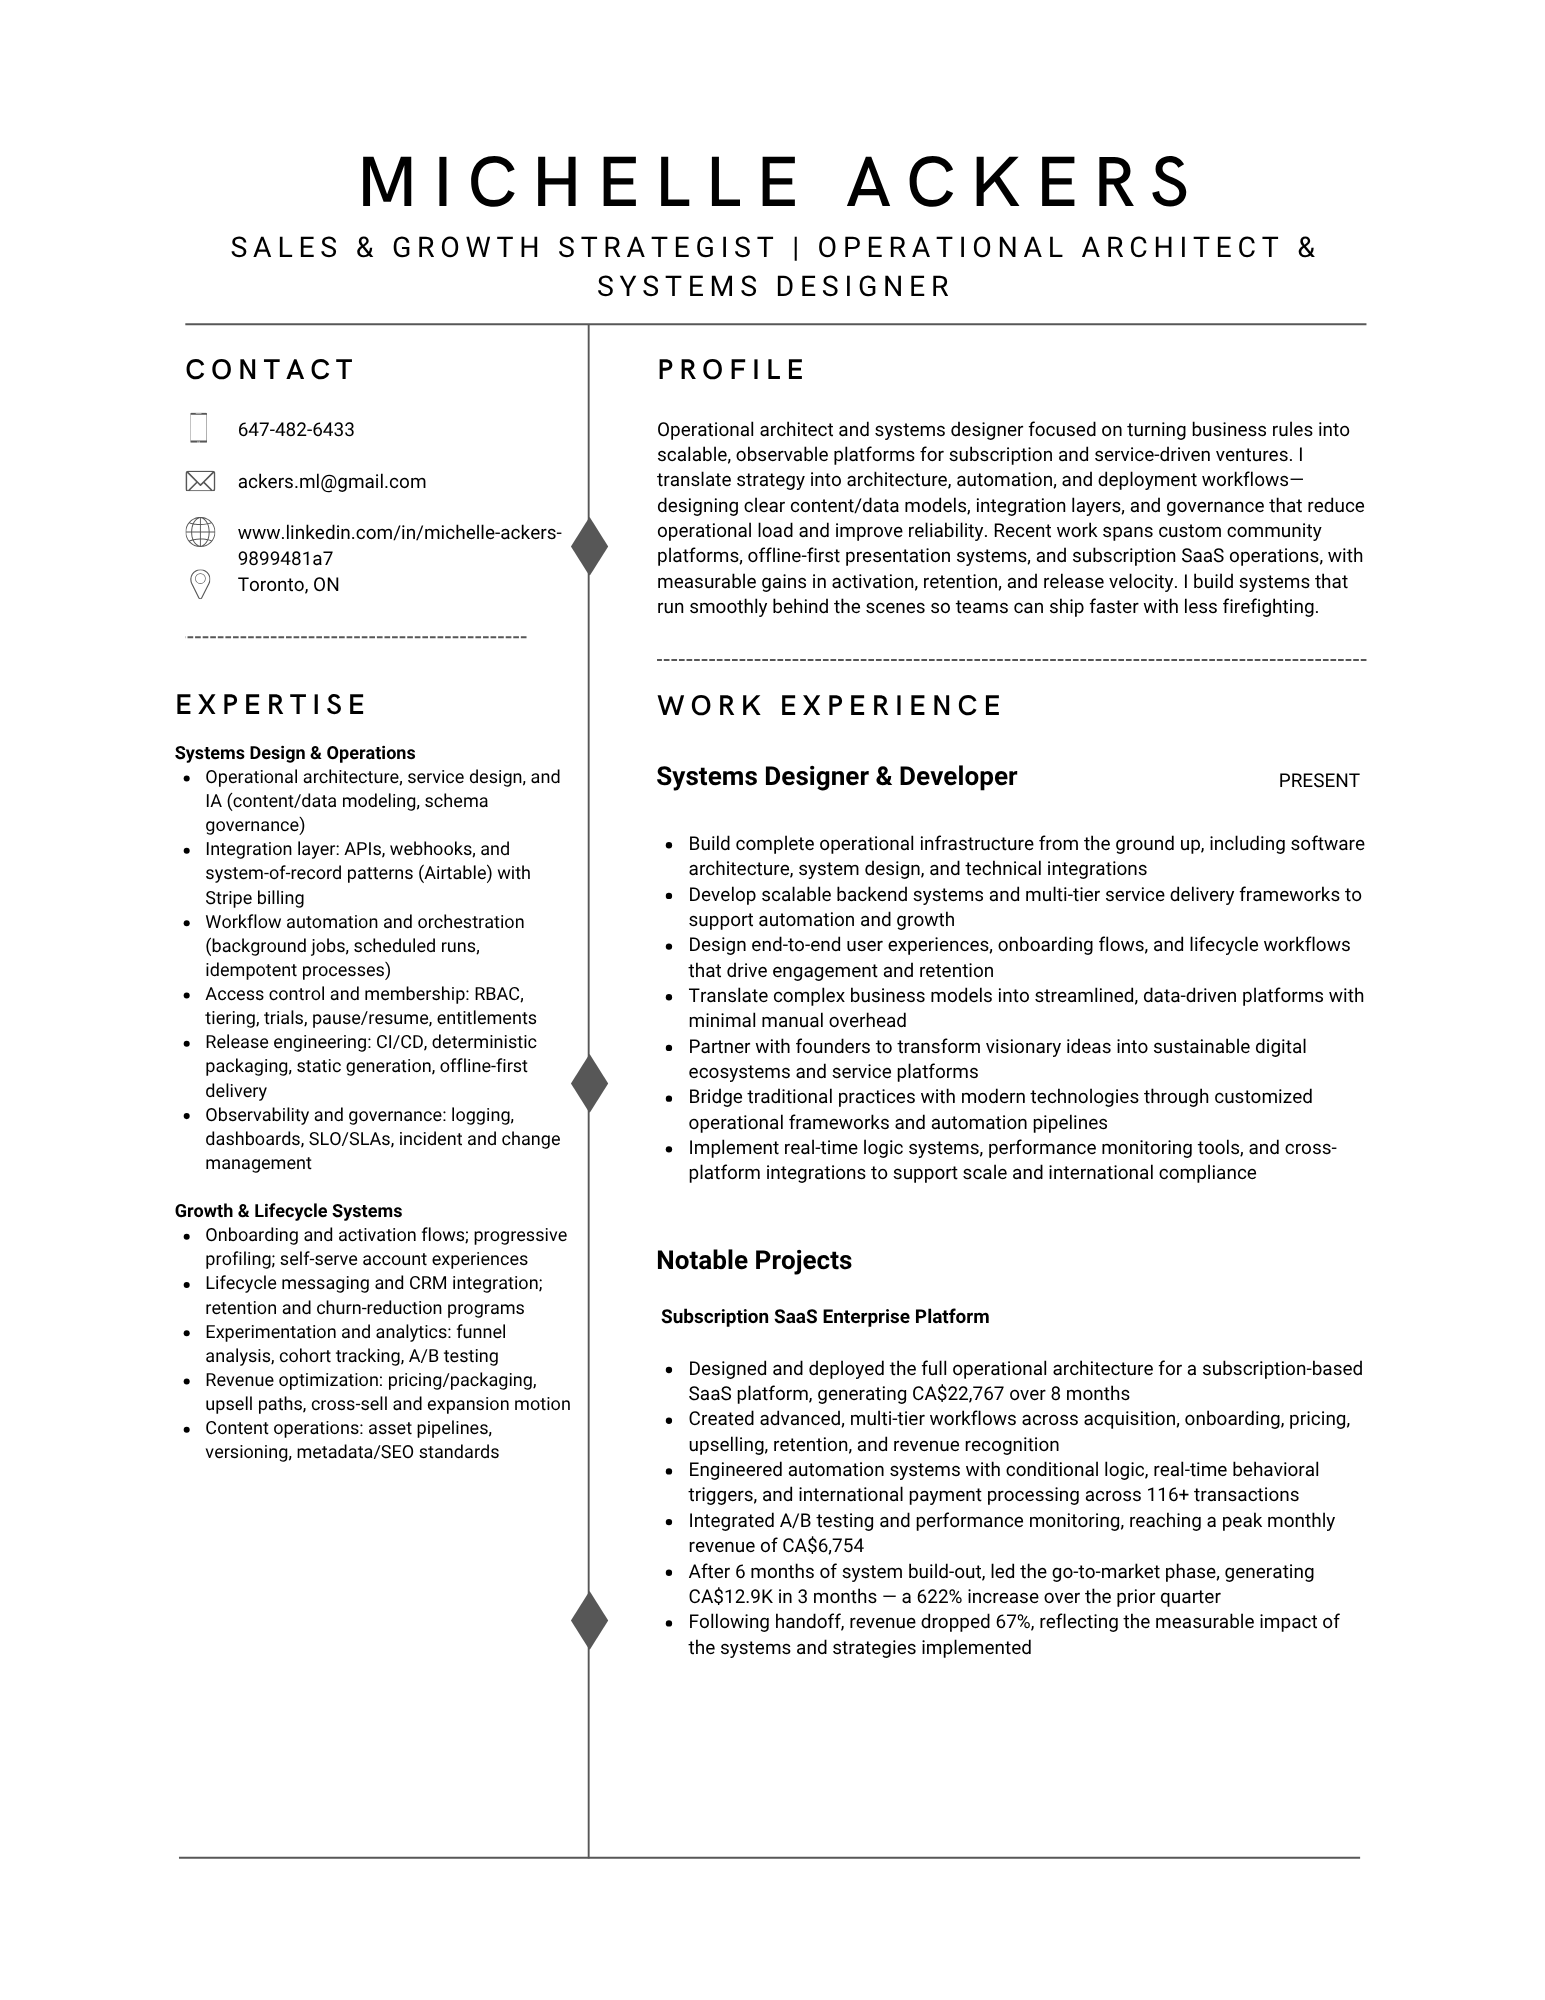 MICHELLE ACKERS
SALES & GROWTH STRATEGIST | OPERATIONAL ARCHITECT &
SYSTEMS DESIGNER
CONTACT
647-482-6433
ackers.ml@gmail.com
www.linkedin.com/in/michelle-ackers-
9899481a7
Toronto, ON
EXPERTISE
Systems Design & Operations
• Operational architecture, service design, and
IA (content/data modeling, schema
governance)
• Integration layer: APIs, webhooks, and
system-of-record patterns (Airtable) with
Stripe billing
• Workflow automation and orchestration
(background jobs, scheduled runs,
idempotent processes)
• Access control and membership: RBAC,
tiering, trials, pause/resume, entitlements
• Release engineering: CI/CD, deterministic
packaging, static generation, offline-first
delivery
• Observability and governance: logging,
dashboards, SLO/SLAs, incident and change
management
Growth & Lifecycle Systems
• Onboarding and activation flows; progressive
profiling; self-serve account experiences
• Lifecycle messaging and CRM integration;
retention and churn-reduction programs
• Experimentation and analytics: funnel
analysis, cohort tracking, A/B testing
• Revenue optimization: pricing/packaging,
upsell paths, cross-sell and expansion motion
• Content operations: asset pipelines,
versioning, metadata/SEO standards
PROFILE
Operational architect and systems designer focused on turning business rules into
scalable, observable platforms for subscription and service-driven ventures. I
translate strategy into architecture, automation, and deployment workflows—
designing clear content/data models, integration layers, and governance that reduce
operational load and improve reliability. Recent work spans custom community
platforms, offline-first presentation systems, and subscription SaaS operations, with
measurable gains in activation, retention, and release velocity. I build systems that
run smoothly behind the scenes so teams can ship faster with less firefighting.
WORK EXPERIENCE
Systems Designer & Developer PRESENT
• Build complete operational infrastructure from the ground up, including software
architecture, system design, and technical integrations
• Develop scalable backend systems and multi-tier service delivery frameworks to
support automation and growth
• Design end-to-end user experiences, onboarding flows, and lifecycle workflows
that drive engagement and retention
• Translate complex business models into streamlined, data-driven platforms with
minimal manual overhead
• Partner with founders to transform visionary ideas into sustainable digital
ecosystems and service platforms
• Bridge traditional practices with modern technologies through customized
operational frameworks and automation pipelines
• Implement real-time logic systems, performance monitoring tools, and cross-
platform integrations to support scale and international compliance
Notable Projects
Subscription SaaS Enterprise Platform
• Designed and deployed the full operational architecture for a subscription-based
SaaS platform, generating CA$22,767 over 8 months
• Created advanced, multi-tier workflows across acquisition, onboarding, pricing,
upselling, retention, and revenue recognition
• Engineered automation systems with conditional logic, real-time behavioral
triggers, and international payment processing across 116+ transactions
• Integrated A/B testing and performance monitoring, reaching a peak monthly
revenue of CA$6,754
• After 6 months of system build-out, led the go-to-market phase, generating
CA$12.9K in 3 months — a 622% increase over the prior quarter
• Following handoff, revenue dropped 67%, reflecting the measurable impact of
the systems and strategies implemented